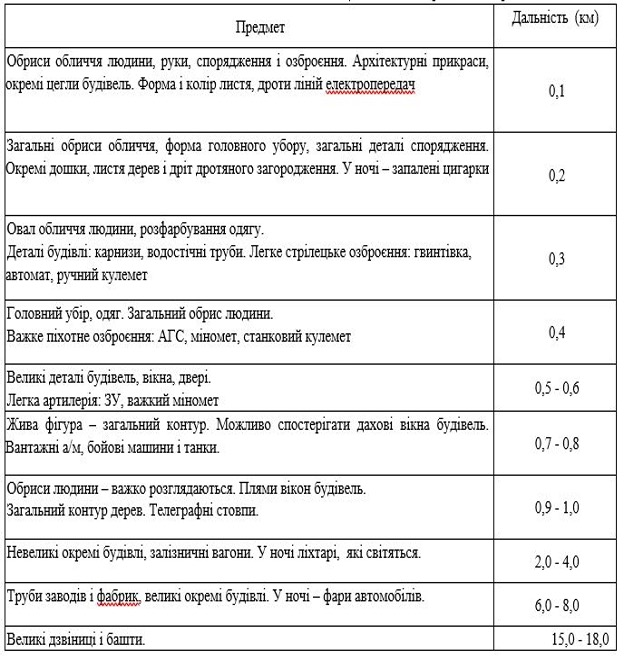 Предмет
Дальність (км)
Обриси обличчя людини, руки, спорядження і озброєння. Архітектурні прикраси,
окремі цегли будівель. Форма і колір листя, дроти ліній електропередач
0,1
Загальні обриси обличчя, форма головного убору, загальні деталі спорядження.
Окремі дошки, листя дерев і дріт дротяного загородження. У ночі – запалені цигарки
0,2
Овал обличчя людини, розфарбування одягу.
Деталі будівлі: карнизи, водостічні труби. Легке стрілецьке озброєння: гвинтівка,
автомат, ручний кулемет
0,3
Головний убір, одяг. Загальний обрис людини.
Важке піхотне озброєння: АГС, міномет, станковий кулемет
0,4
Великі деталі будівель, вікна, двері.
Легка артилерія: ЗУ, важкий міномет
0,5 - 0,6
Жива фігура – загальний контур. Можливо спостерігати дахові вікна будівель.
Вантажні а/м, бойові машини і танки.
0,7 - 0,8
Обриси людини – важко розглядаються. Плями вікон будівель.
Загальний контур дерев. Телеграфні стовпи.
0,9 - 1,0
Невеликі окремі будівлі, залізничні вагони. У ночі ліхтарі, які світяться.
2,0 - 4,0
Труби заводів і фабрик, великі окремі будівлі. У ночі – фари автомобілів.
6,0 - 8,0
Великі дзвіниці і башти.
15,0 - 18,0